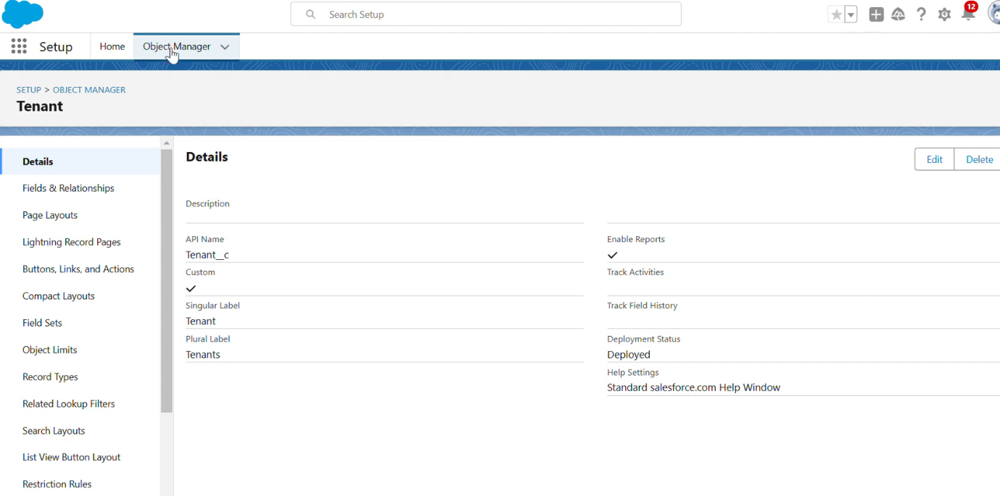 Search Setup
12
Setup
Home
Object Manager
SETUP > OBJECT MANAGER
Tenant
Details
Fields & Relationships
Page Layouts
Lightning Record Pages
Buttons, Links, and Actions
Compact Layouts
Field Sets
Object Limits
Record Types
Related Lookup Filters
Search Layouts
List View Button Layout
Restriction Rules
Details
Edit
Delete
Description
API Name
Tenant__c
Custom
Singular Label
Tenant
Plural Label
Tenants
Enable Reports
Track Activities
Track Field History
Deployment Status
Deployed
Help Settings
Standard salesforce.com Help Window